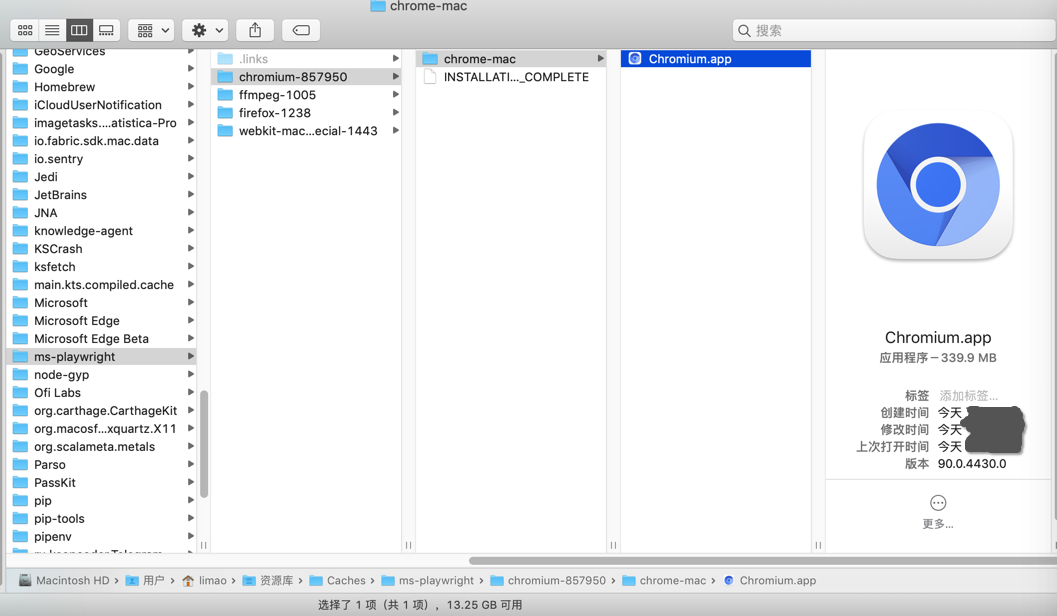 chrome-mac
搜索
GeoServices
Google
Homebrew
iCloudUserNotification
imagetasks....atistica-Pro
io.fabric.sdk.mac.data
io.sentry
Jedi
JetBrains
JNA
knowledge-agent
KSCrash
ksfetch
main.kts.compiled.cache
Microsoft
Microsoft Edge
Microsoft Edge Beta
ms-playwright
node-gyp
Ofi Labs
org.carthage.CarthageKit
org.macosf...xquartz.X11
org.scalameta.metals
Parso
PassKit
pip
pip-tools
pipenv
.links
chromium-857950
ffmpeg-1005
firefox-1238
webkit-mac...ecial-1443
chrome-mac
INSTALLATI..._COMPLETE
Chromium.app
Chromium.app
应用程序 – 339.9 MB
标签 添加标签...
创建时间 今天
修改时间 今天
上次打开时间 今天
版本 90.0.4430.0
更多...
Macintosh HD › 用户 › limao › 资源库 › Caches › ms-playwright › chromium-857950 › chrome-mac › Chromium.app
选择了 1 项（共 1 项），13.25 GB 可用